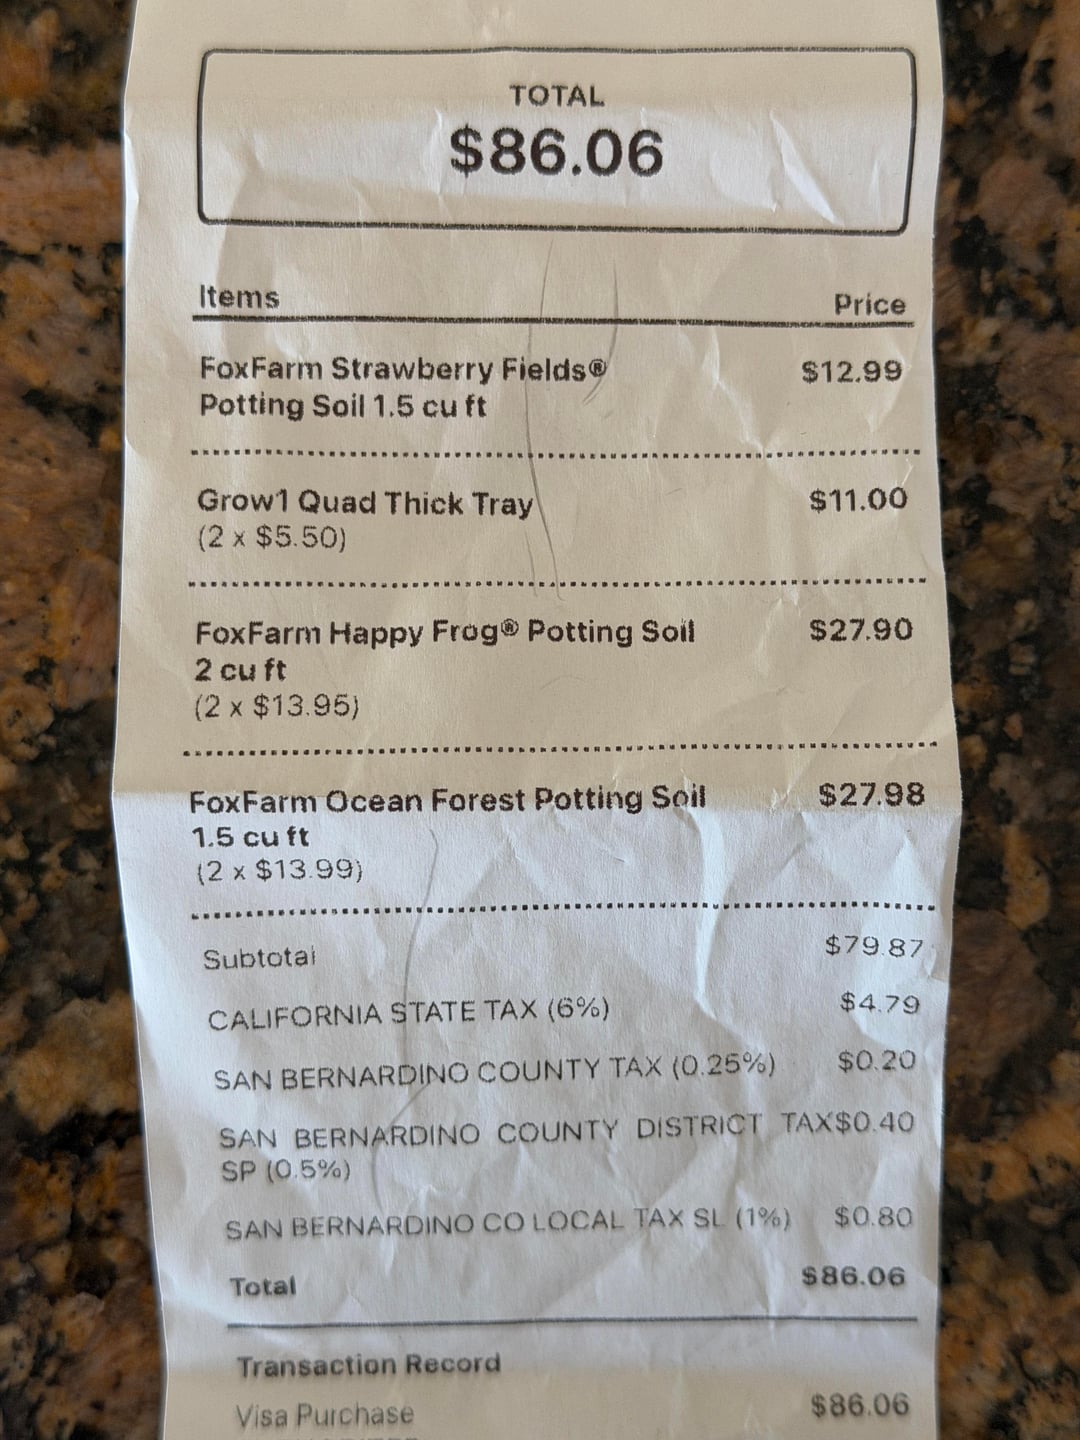 TOTAL
$86.06
Items Price
FoxFarm Strawberry Fields® $12.99
Potting Soil 1.5 cu ft
Grow1 Quad Thick Tray $11.00
(2 x $5.50)
FoxFarm Happy Frog® Potting Soil $27.90
2 cu ft
(2 x $13.95)
FoxFarm Ocean Forest Potting Soil $27.98
1.5 cu ft
(2 x $13.99)
Subtotal $79.87
CALIFORNIA STATE TAX (6%) $4.79
SAN BERNARDINO COUNTY TAX (0.25%) $0.20
SAN BERNARDINO COUNTY DISTRICT TAX $0.40
SP (0.5%)
SAN BERNARDINO CO LOCAL TAX SL (1%) $0.80
Total $86.06
Transaction Record
Visa Purchase $86.06